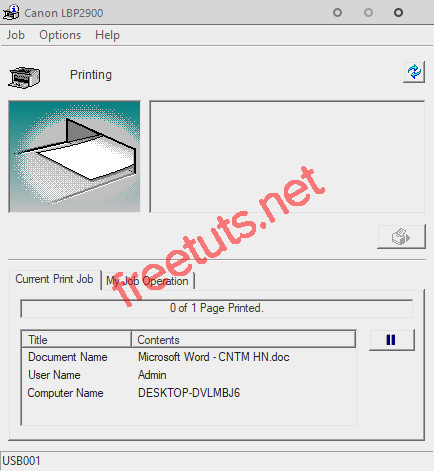 Canon LBP2900
Job Options Help
Printing
freetuts.net
Current Print Job My Job Operation
0 of 1 Page Printed.
Title Contents
Document Name Microsoft Word - CNTM HN.doc
User Name Admin
Computer Name DESKTOP-DVLMBJ6
USB001